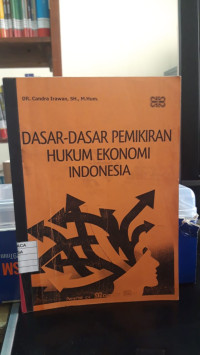 DR. Candra Irawan, SH., M.Hum.
DASAR-DASAR PEMIKIRAN
HUKUM EKONOMI
INDONESIA